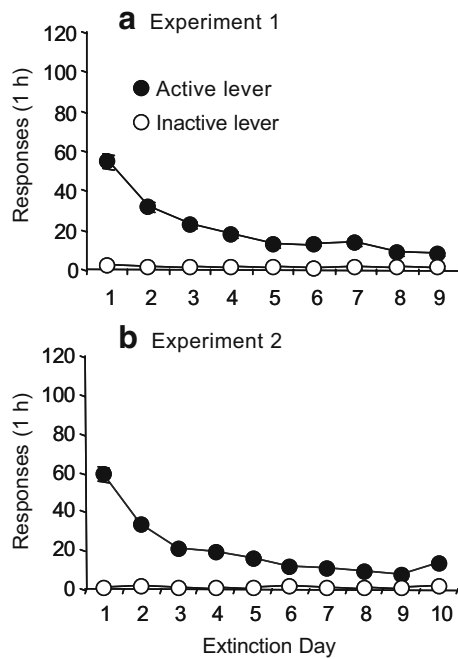 a Experiment 1
120
100
80
60
40
20
0
Responses (1 h)
Active lever
Inactive lever
1 2 3 4 5 6 7 8 9
b Experiment 2
120
100
80
60
40
20
0
Responses (1 h)
1 2 3 4 5 6 7 8 9 10
Extinction Day